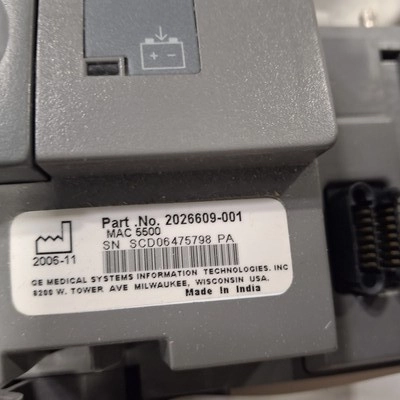 Part .No. 2026609-001
MAC 5500
SN SCD06475798 PA
2006-11
GE MEDICAL SYSTEMS INFORMATION TECHNOLOGIES. INC
8200 W. TOWER AVE MILWAUKEE, WISCONSIN USA.
Made in India